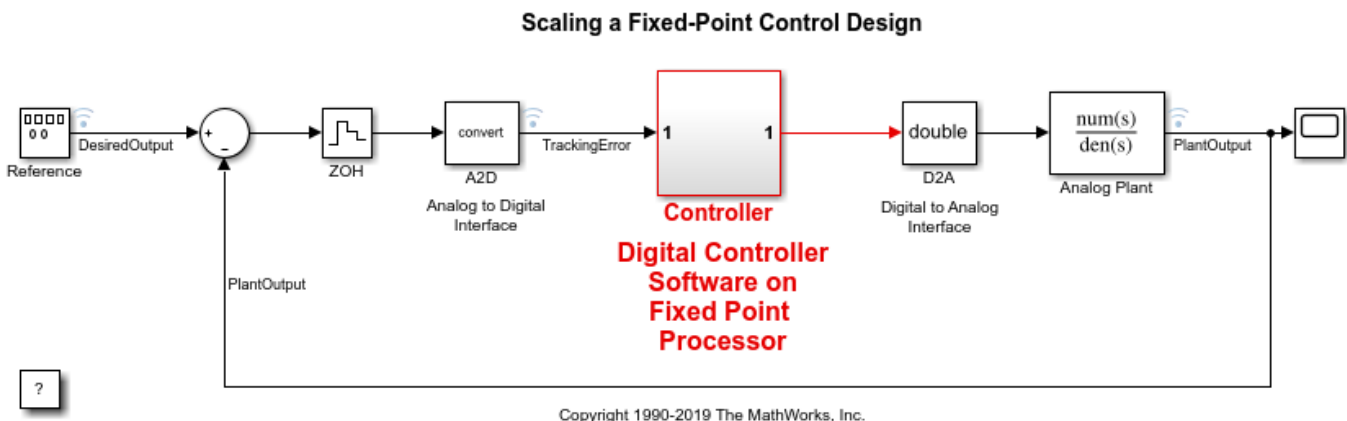 Scaling a Fixed-Point Control Design
0 0
Reference
DesiredOutput
+
−
ZOH
convert
A2D
Analog to Digital
Interface
TrackingError
1
1
Controller
Digital Controller
Software on
Fixed Point
Processor
double
D2A
Digital to Analog
Interface
num(s)
den(s)
Analog Plant
PlantOutput
PlantOutput
?
Copyright 1990-2019 The MathWorks, Inc.